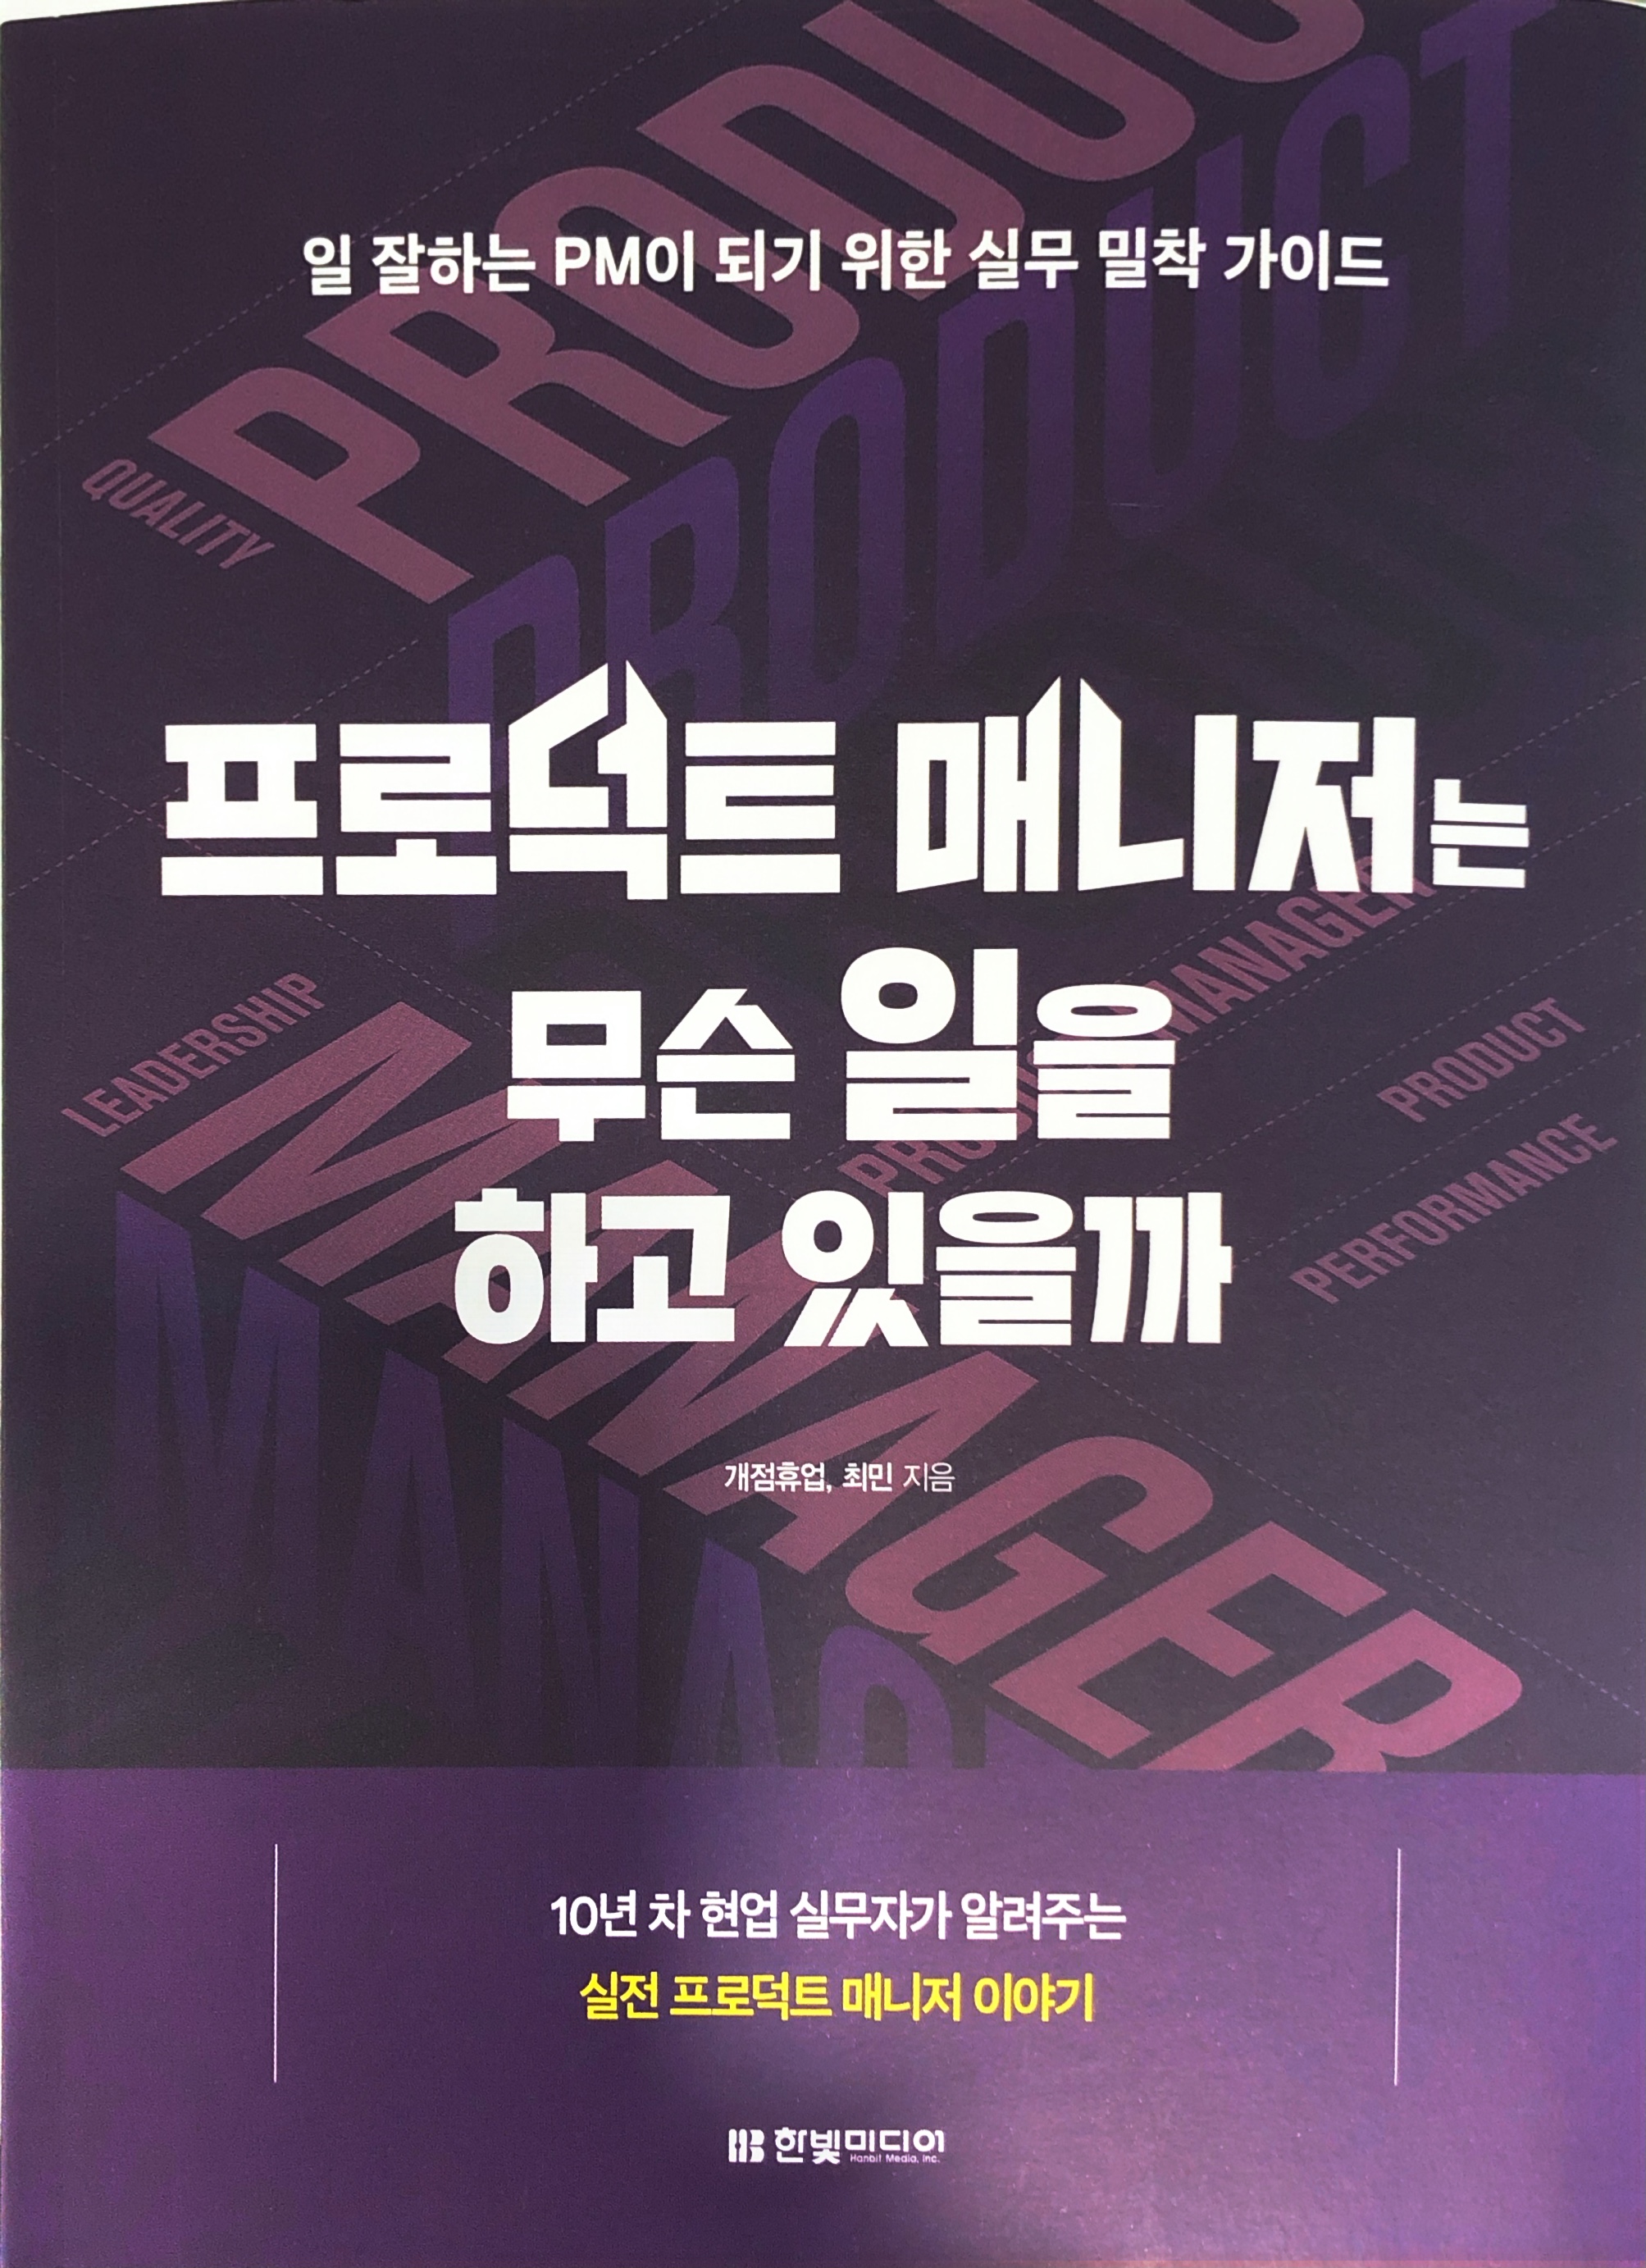 PRODUC
PRODUCT
일 잘하는 PM이 되기 위한 실무 밀착 가이드
QUALITY
프로덕트 매니저는
무슨 일을
하고 있을까
LEADERSHIP
PRODUCT MANAGER
PRODUCT
PERFORMANCE
MANAGER
MANAG
개점휴업, 최민 지음
10년 차 현업 실무자가 알려주는
실전 프로덕트 매니저 이야기
한빛미디어
Hanbit Media, Inc.